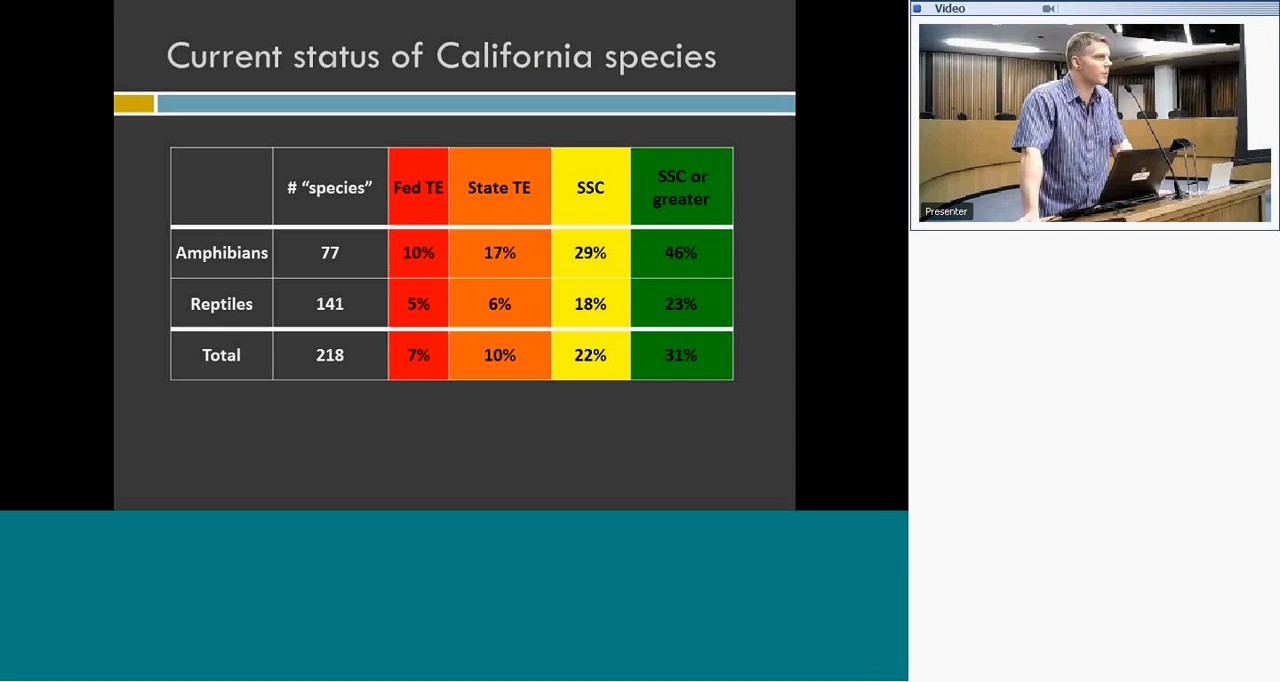 Current status of California species
# “species” Fed TE State TE SSC SSC or
greater
Amphibians 77 10% 17% 29% 46%
Reptiles 141 5% 6% 18% 23%
Total 218 7% 10% 22% 31%
Video
Presenter